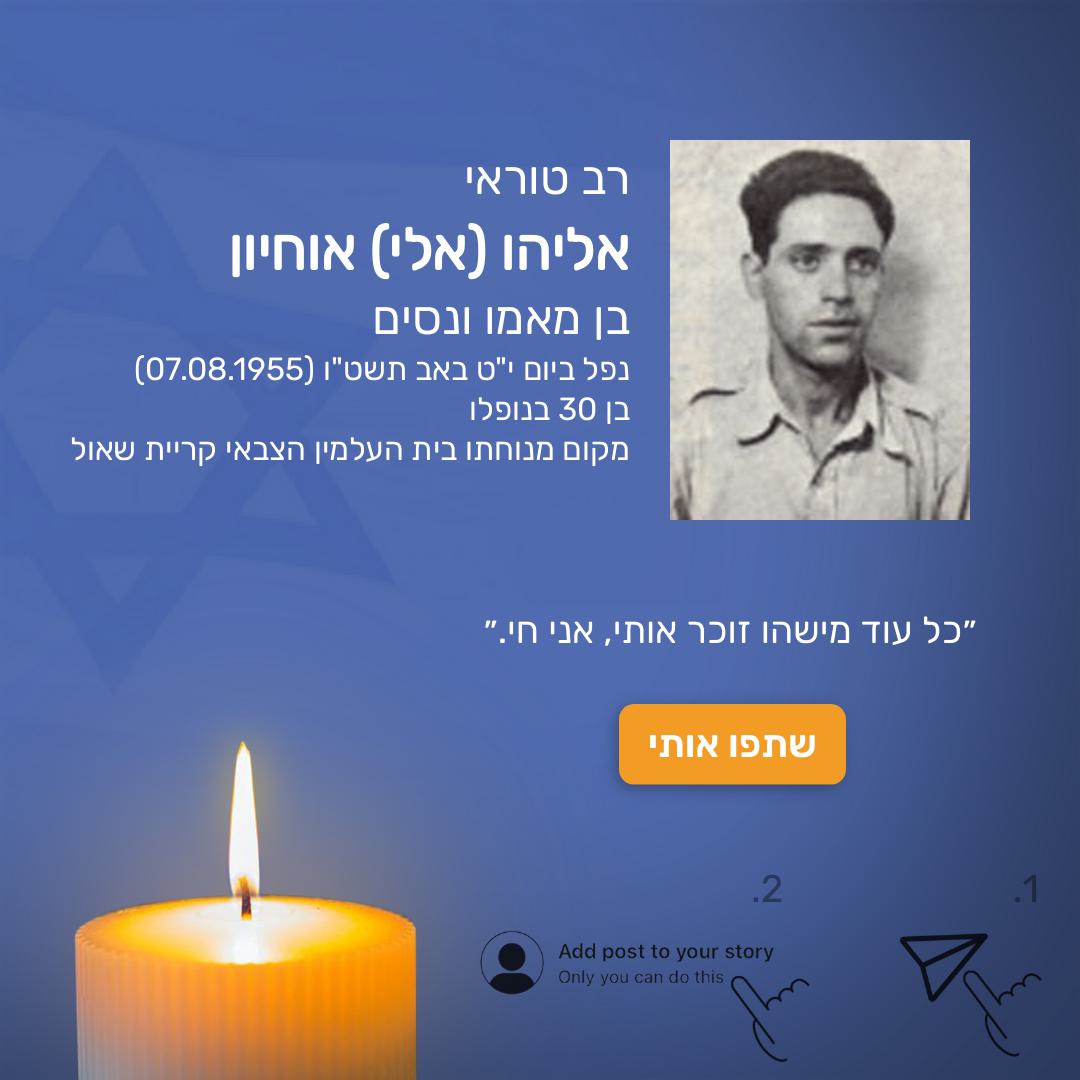 רב טוראי
אליהו (אלי) אוחיון
בן מאמו ונסים
נפל ביום י"ט באב תשט"ו (07.08.1955)
בן 30 בנופלו
מקום מנוחתו בית העלמין הצבאי קריית שאול
״כל עוד מישהו זוכר אותי, אני חי.״
שתפו אותי
.1
.2
Add post to your story
Only you can do this